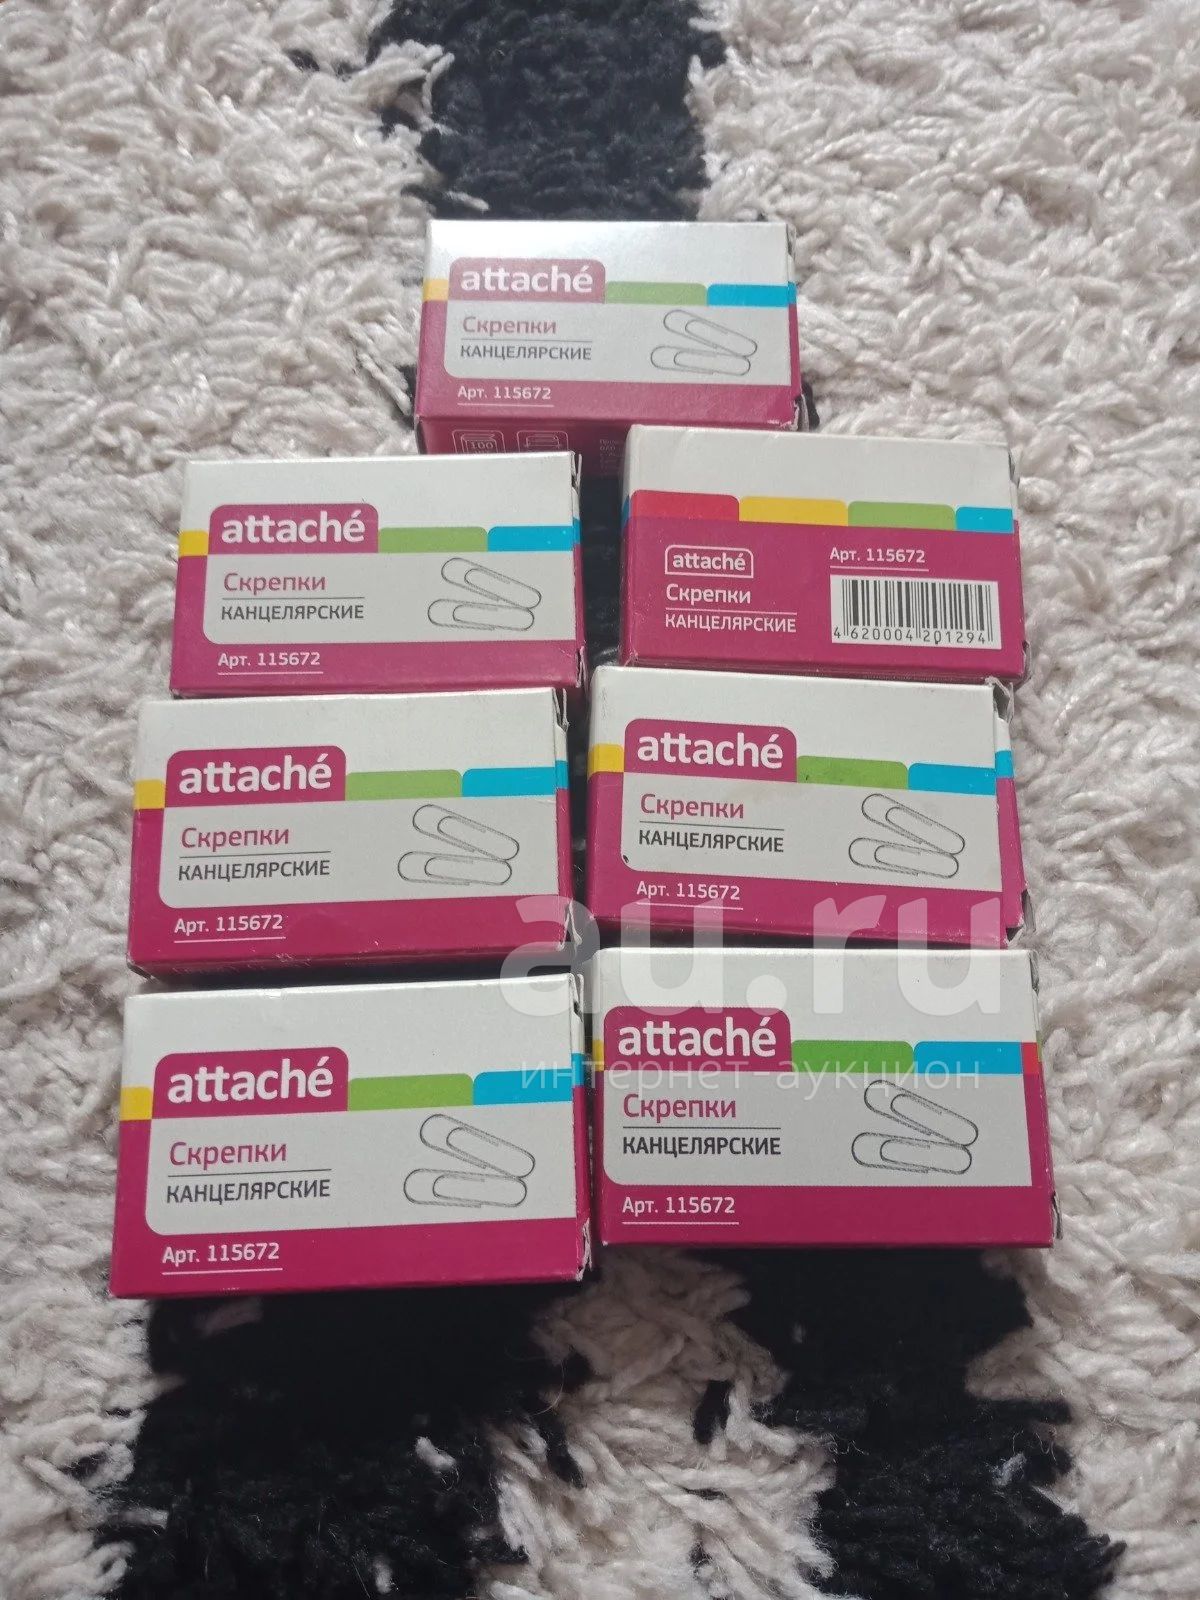 attaché
Скрепки
КАНЦЕЛЯРСКИЕ
Арт. 115672
100
attaché
Скрепки
КАНЦЕЛЯРСКИЕ
Арт. 115672
attaché
Скрепки
КАНЦЕЛЯРСКИЕ
Арт. 115672
4 620004 201294
attaché
Скрепки
КАНЦЕЛЯРСКИЕ
Арт. 115672
attaché
Скрепки
КАНЦЕЛЯРСКИЕ
Арт. 115672
au.ru
интернет-аукцион
attaché
Скрепки
КАНЦЕЛЯРСКИЕ
Арт. 115672
attaché
Скрепки
КАНЦЕЛЯРСКИЕ
Арт. 115672